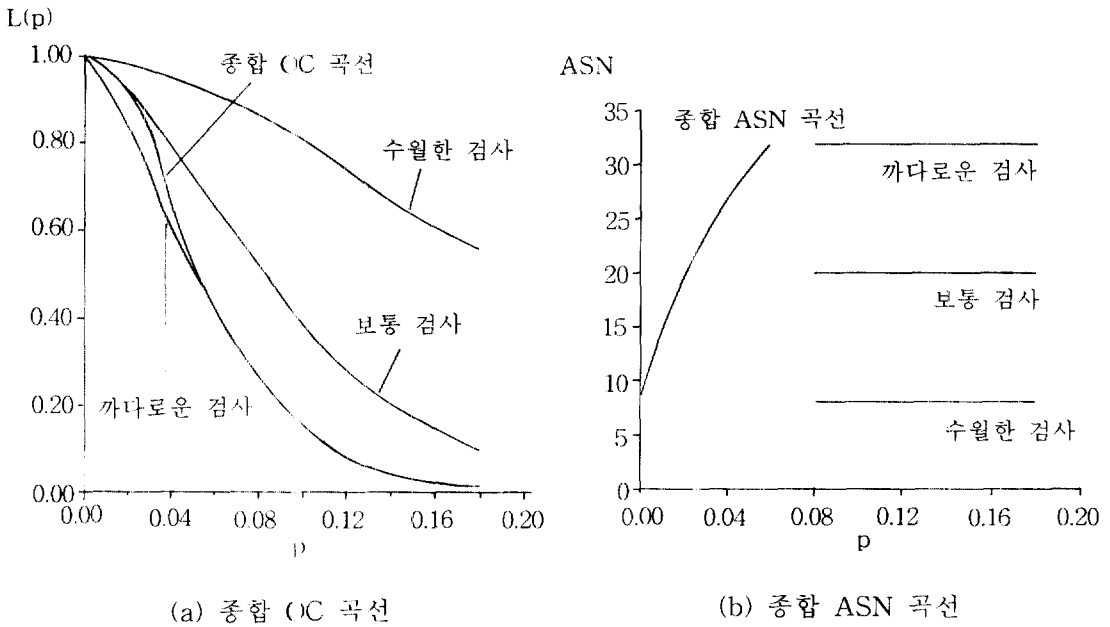 L(p)
1.00
0.80
0.60
0.40
0.20
0.00
0.00 0.04 0.08 0.12 0.16 0.20
p
종합 OC 곡선
수월한 검사
보통 검사
까다로운 검사
(a) 종합 OC 곡선
ASN
35
30
25
20
15
10
5
0
0.00 0.04 0.08 0.12 0.16 0.20
p
종합 ASN 곡선
까다로운 검사
보통 검사
수월한 검사
(b) 종합 ASN 곡선